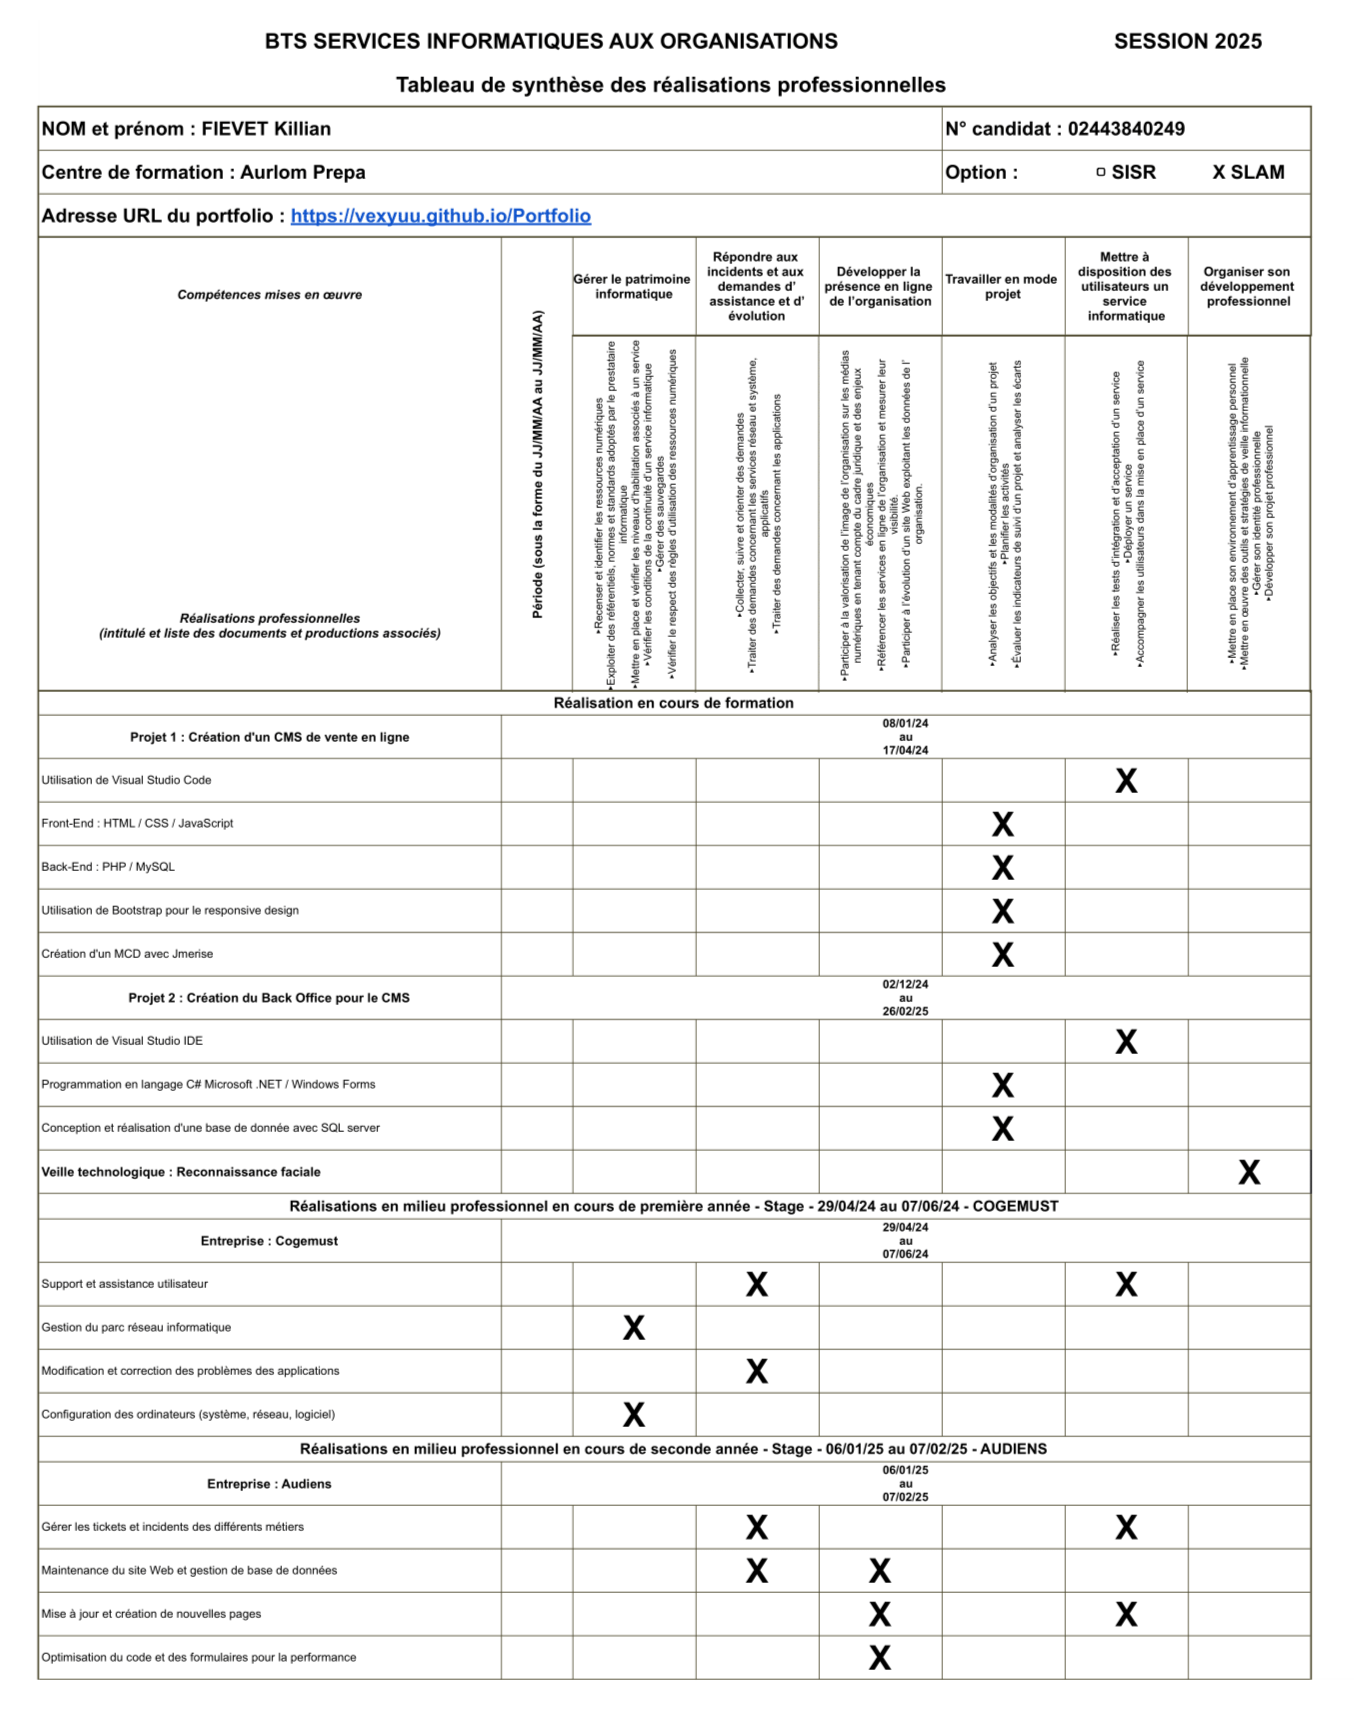 BTS SERVICES INFORMATIQUES AUX ORGANISATIONS SESSION 2025
Tableau de synthèse des réalisations professionnelles
NOM et prénom : FIEVET Killian N° candidat : 02443840249
Centre de formation : Aurlom Prepa Option : ▢ SISR X SLAM
Adresse URL du portfolio : https://vexyuu.github.io/Portfolio
Compétences mises en œuvre
Réalisations professionnelles
(intitulé et liste des documents et productions associés)
Période (sous la forme du JJ/MM/AA au JJ/MM/AA)
Gérer le patrimoine
informatique
Répondre aux
incidents et aux
demandes d'
assistance et d'
évolution
Développer la
présence en ligne
de l'organisation
Travailler en mode
projet
Mettre à
disposition des
utilisateurs un
service
informatique
Organiser son
développement
professionnel
‣Recenser et identifier les ressources numériques
‣Exploiter des référentiels, normes et standards adoptés par le prestataire
informatique
‣Mettre en place et vérifier les niveaux d'habilitation associés à un service
‣Vérifier les conditions de la continuité d'un service informatique
‣Gérer des sauvegardes
‣Vérifier le respect des règles d'utilisation des ressources numériques
‣Collecter, suivre et orienter des demandes
‣Traiter des demandes concernant les services réseau et système,
applicatifs
‣Traiter des demandes concernant les applications
‣Participer à la valorisation de l'image de l'organisation sur les médias
numériques en tenant compte du cadre juridique et des enjeux
économiques
‣Référencer les services en ligne de l'organisation et mesurer leur
visibilité.
‣Participer à l'évolution d'un site Web exploitant les données de l'
organisation.
‣Analyser les objectifs et les modalités d'organisation d'un projet
‣Planifier les activités
‣Évaluer les indicateurs de suivi d'un projet et analyser les écarts
‣Réaliser les tests d'intégration et d'acceptation d'un service
‣Déployer un service
‣Accompagner les utilisateurs dans la mise en place d'un service
‣Mettre en place son environnement d'apprentissage personnel
‣Mettre en œuvre des outils et stratégies de veille informationnelle
‣Gérer son identité professionnelle
‣Développer son projet professionnel
Réalisation en cours de formation
Projet 1 : Création d'un CMS de vente en ligne
08/01/24
au
17/04/24
Utilisation de Visual Studio Code X
Front-End : HTML / CSS / JavaScript X
Back-End : PHP / MySQL X
Utilisation de Bootstrap pour le responsive design X
Création d'un MCD avec Jmerise X
Projet 2 : Création du Back Office pour le CMS
02/12/24
au
26/02/25
Utilisation de Visual Studio IDE X
Programmation en langage C# Microsoft .NET / Windows Forms X
Conception et réalisation d'une base de donnée avec SQL server X
Veille technologique : Reconnaissance faciale X
Réalisations en milieu professionnel en cours de première année - Stage - 29/04/24 au 07/06/24 - COGEMUST
Entreprise : Cogemust
29/04/24
au
07/06/24
Support et assistance utilisateur X X
Gestion du parc réseau informatique X
Modification et correction des problèmes des applications X
Configuration des ordinateurs (système, réseau, logiciel) X
Réalisations en milieu professionnel en cours de seconde année - Stage - 06/01/25 au 07/02/25 - AUDIENS
Entreprise : Audiens
06/01/25
au
07/02/25
Gérer les tickets et incidents des différents métiers X X
Maintenance du site Web et gestion de base de données X X
Mise à jour et création de nouvelles pages X X
Optimisation du code et des formulaires pour la performance X